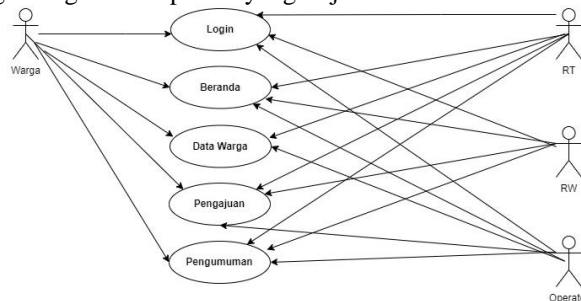 Login
Warga
RT
Beranda
Data Warga
Pengajuan
RW
Pengumuman